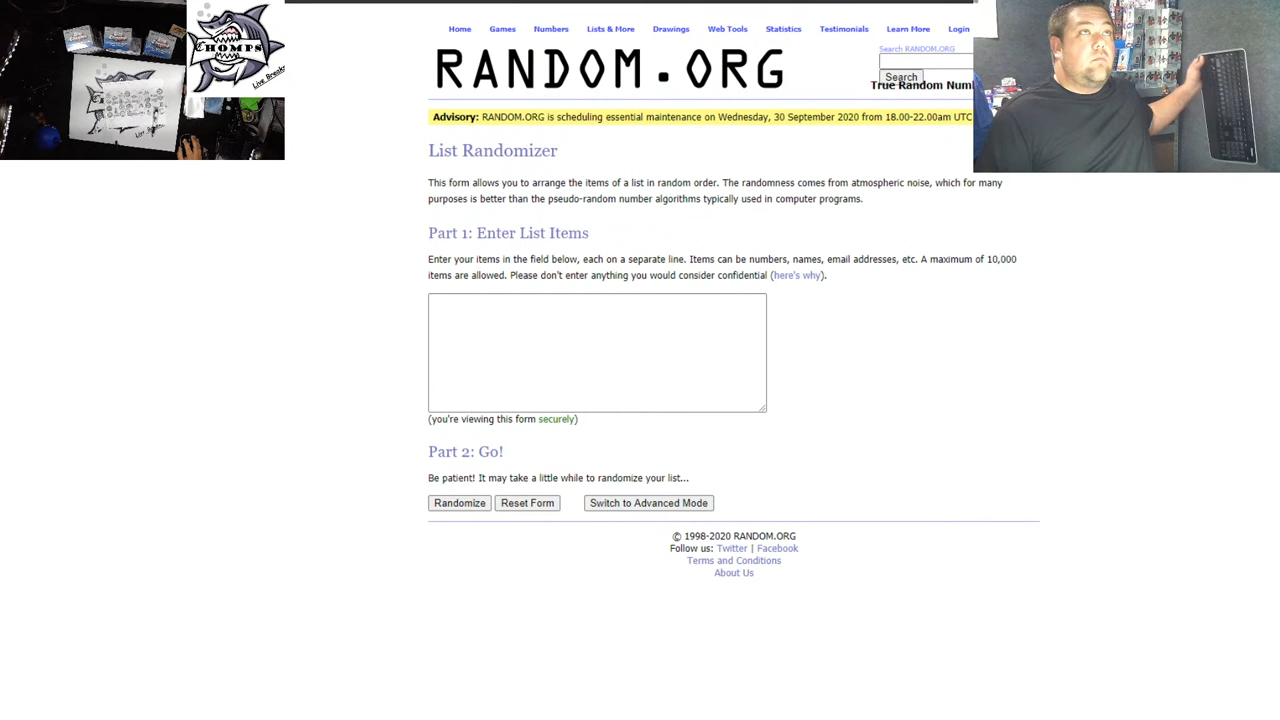 CHOMPS
Live Breaks
Home Games Numbers Lists & More Drawings Web Tools Statistics Testimonials Learn More Login
RANDOM.ORG
Search RANDOM.ORG
Search
True Random Num
Advisory: RANDOM.ORG is scheduling essential maintenance on Wednesday, 30 September 2020 from 18.00-22.00am UTC
List Randomizer
This form allows you to arrange the items of a list in random order. The randomness comes from atmospheric noise, which for many
purposes is better than the pseudo-random number algorithms typically used in computer programs.
Part 1: Enter List Items
Enter your items in the field below, each on a separate line. Items can be numbers, names, email addresses, etc. A maximum of 10,000
items are allowed. Please don't enter anything you would consider confidential (here's why).
(you're viewing this form securely)
Part 2: Go!
Be patient! It may take a little while to randomize your list...
Randomize Reset Form Switch to Advanced Mode
© 1998-2020 RANDOM.ORG
Follow us: Twitter | Facebook
Terms and Conditions
About Us